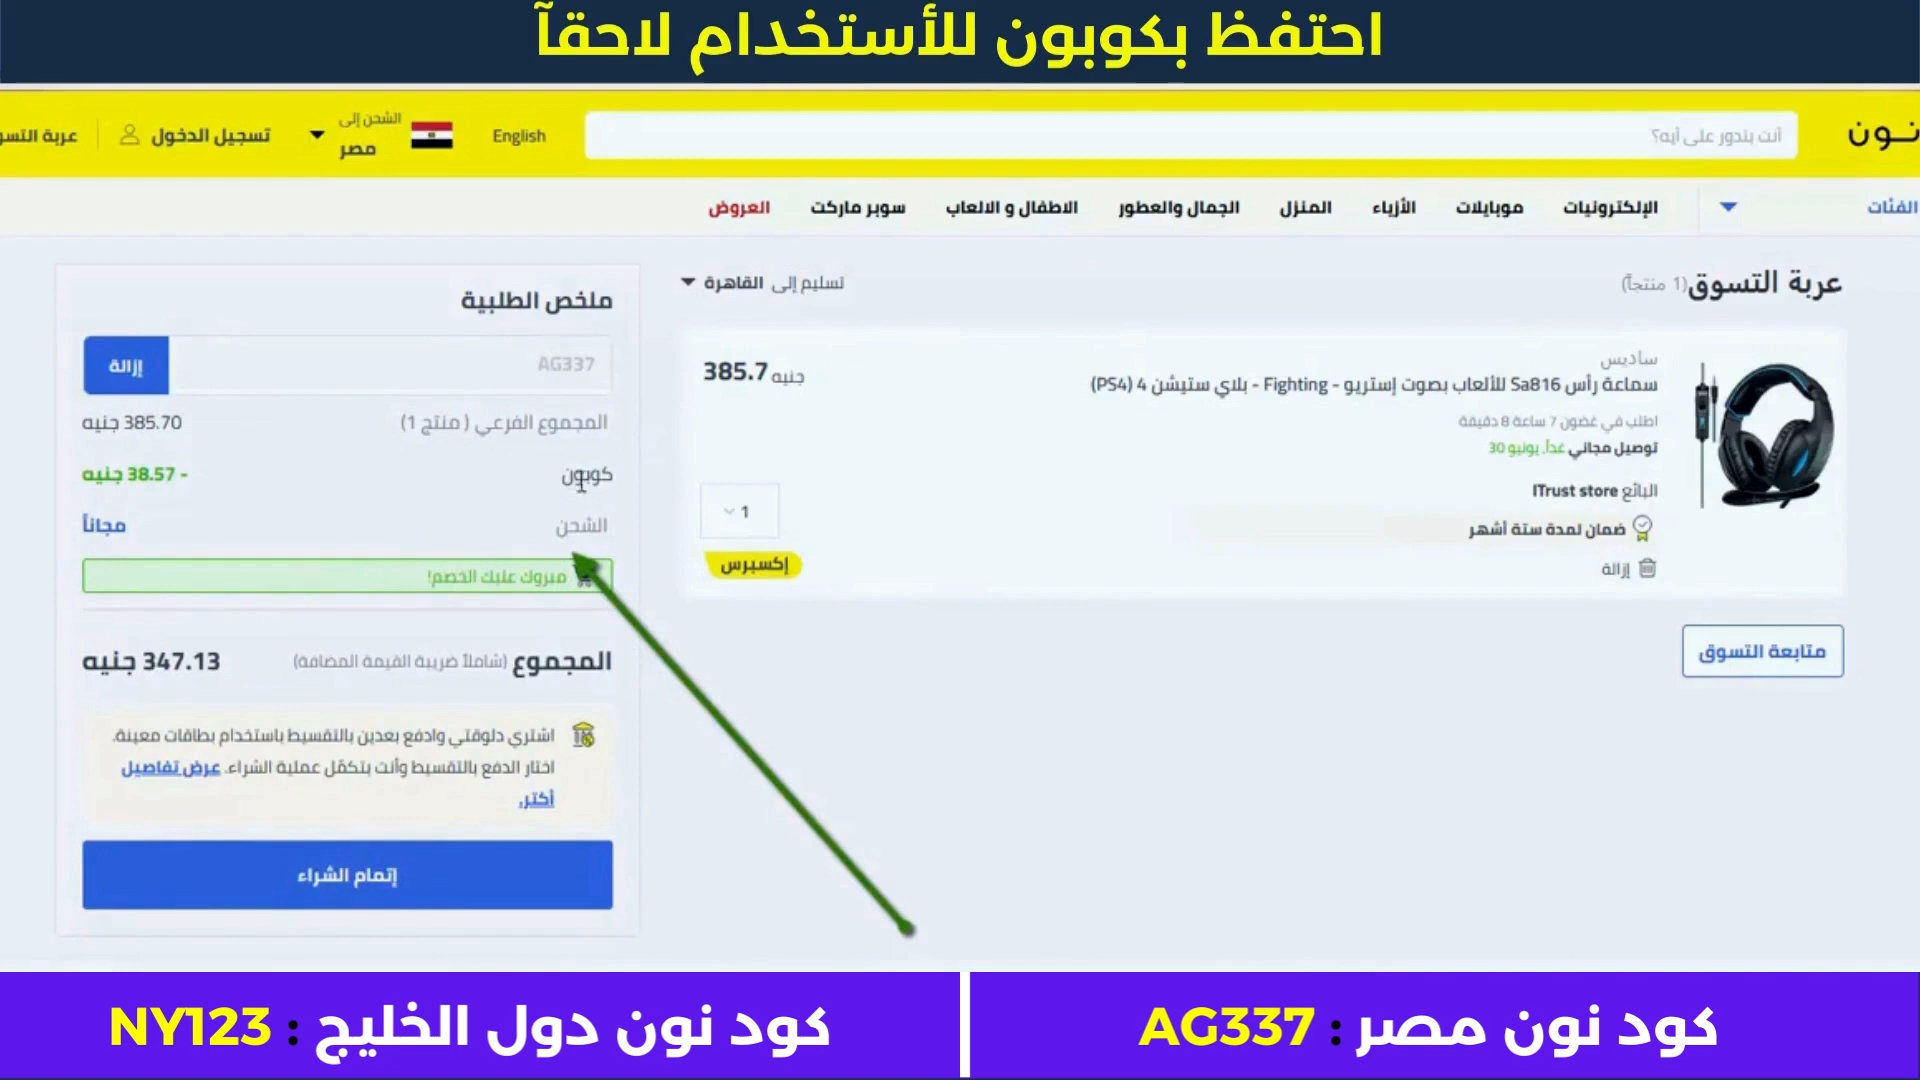 احتفظ بكوبون للأستخدام لاحقآ
نون
أنت بتدور على أيه؟
English
الشحن إلى
مصر
تسجيل الدخول
عربة التسو
الفئات
الإلكترونيات
موبايلات
الأزياء
المنزل
الجمال والعطور
الاطفال و الالعاب
سوبر ماركت
العروض
عربة التسوق (1 منتجاً)
تسليم إلى القاهرة
ساديس
سماعة رأس Sa816 للألعاب بصوت إستريو - Fighting - بلاي ستيشن 4 (PS4)
جنيه 385.7
اطلب في غضون 7 ساعة 8 دقيقة
توصيل مجاني غداً, يونيو 30
البائع ITrust store
ضمان لمدة ستة أشهر
إزالة
1
إكسبرس
متابعة التسوق
ملخص الطلبية
AG337
إزالة
المجموع الفرعي (منتج 1)
385.70 جنيه
كوبون
- 38.57 جنيه
الشحن
مجاناً
مبروك عليك الخصم!
المجموع (شاملاً ضريبة القيمة المضافة)
347.13 جنيه
اشتري دلوقتي وادفع بعدين بالتقسيط باستخدام بطاقات معينة.
اختار الدفع بالتقسيط وأنت بتكمّل عملية الشراء. عرض تفاصيل
أكتر.
إتمام الشراء
كود نون مصر : AG337
كود نون دول الخليج : NY123